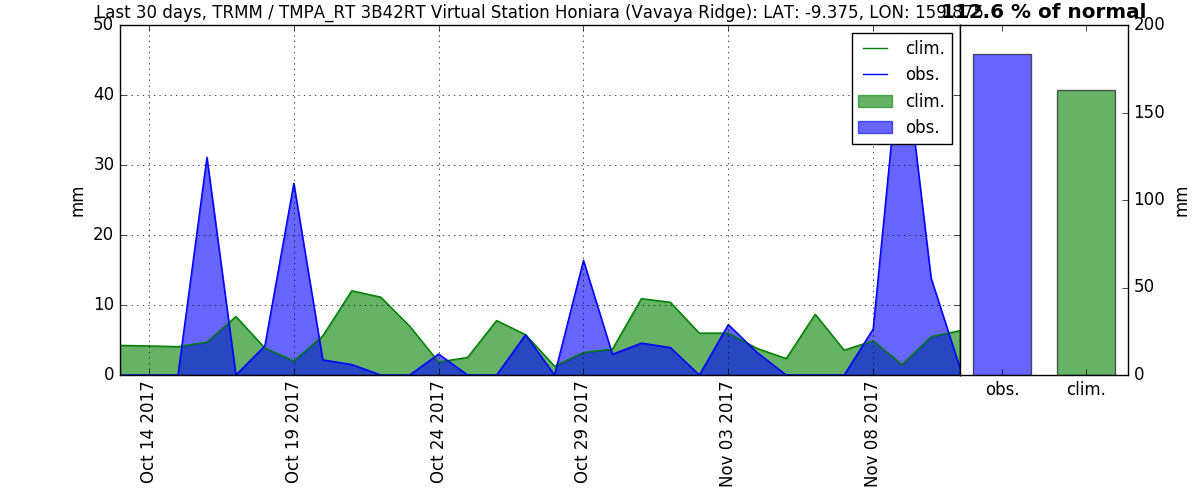 Last 30 days, TRMM / TMPA_RT 3B42RT Virtual Station Honiara (Vavaya Ridge): LAT: -9.375, LON: 159.875
112.6 % of normal
50
40
30
20
10
0
mm
clim.
obs.
clim.
obs.
200
150
100
50
0
mm
obs.
clim.
Oct 14 2017
Oct 19 2017
Oct 24 2017
Oct 29 2017
Nov 03 2017
Nov 08 2017